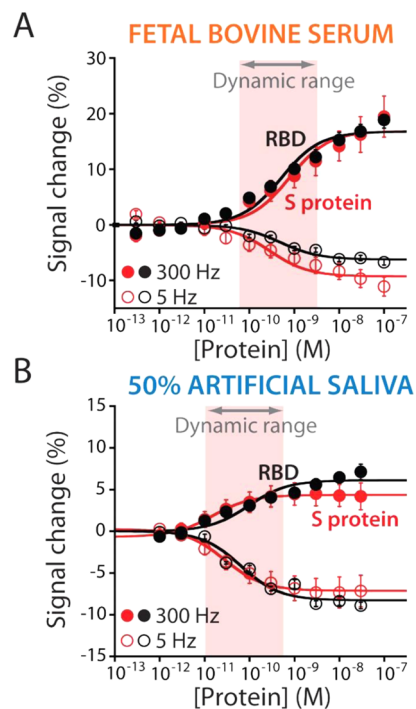 A
FETAL BOVINE SERUM
30
Dynamic range
20
RBD
10
S protein
0
-10
300 Hz
5 Hz
Signal change (%)
10⁻¹³ 10⁻¹² 10⁻¹¹ 10⁻¹⁰ 10⁻⁹ 10⁻⁸ 10⁻⁷
[Protein] (M)
B
50% ARTIFICIAL SALIVA
15
Dynamic range
10
RBD
5
S protein
0
-5
-10
300 Hz
5 Hz
-15
Signal change (%)
10⁻¹³ 10⁻¹² 10⁻¹¹ 10⁻¹⁰ 10⁻⁹ 10⁻⁸ 10⁻⁷
[Protein] (M)